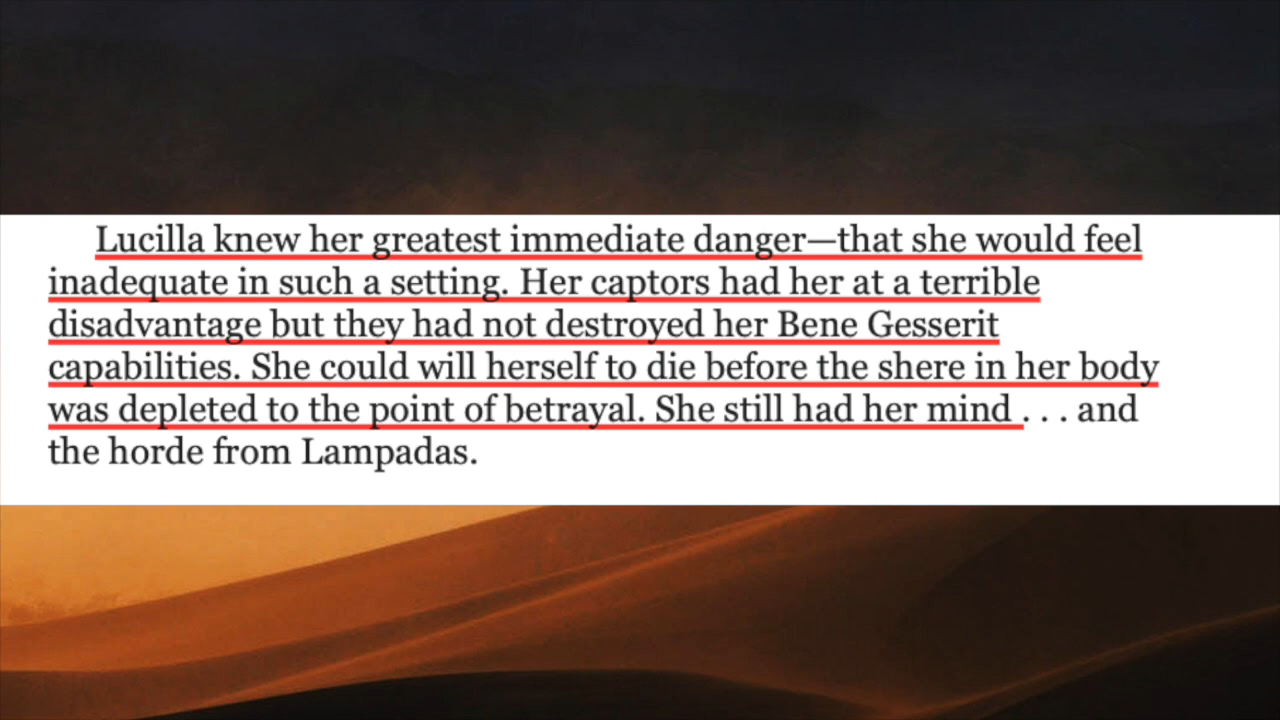 Lucilla knew her greatest immediate danger—that she would feel
inadequate in such a setting. Her captors had her at a terrible
disadvantage but they had not destroyed her Bene Gesserit
capabilities. She could will herself to die before the shere in her body
was depleted to the point of betrayal. She still had her mind . . . and
the horde from Lampadas.